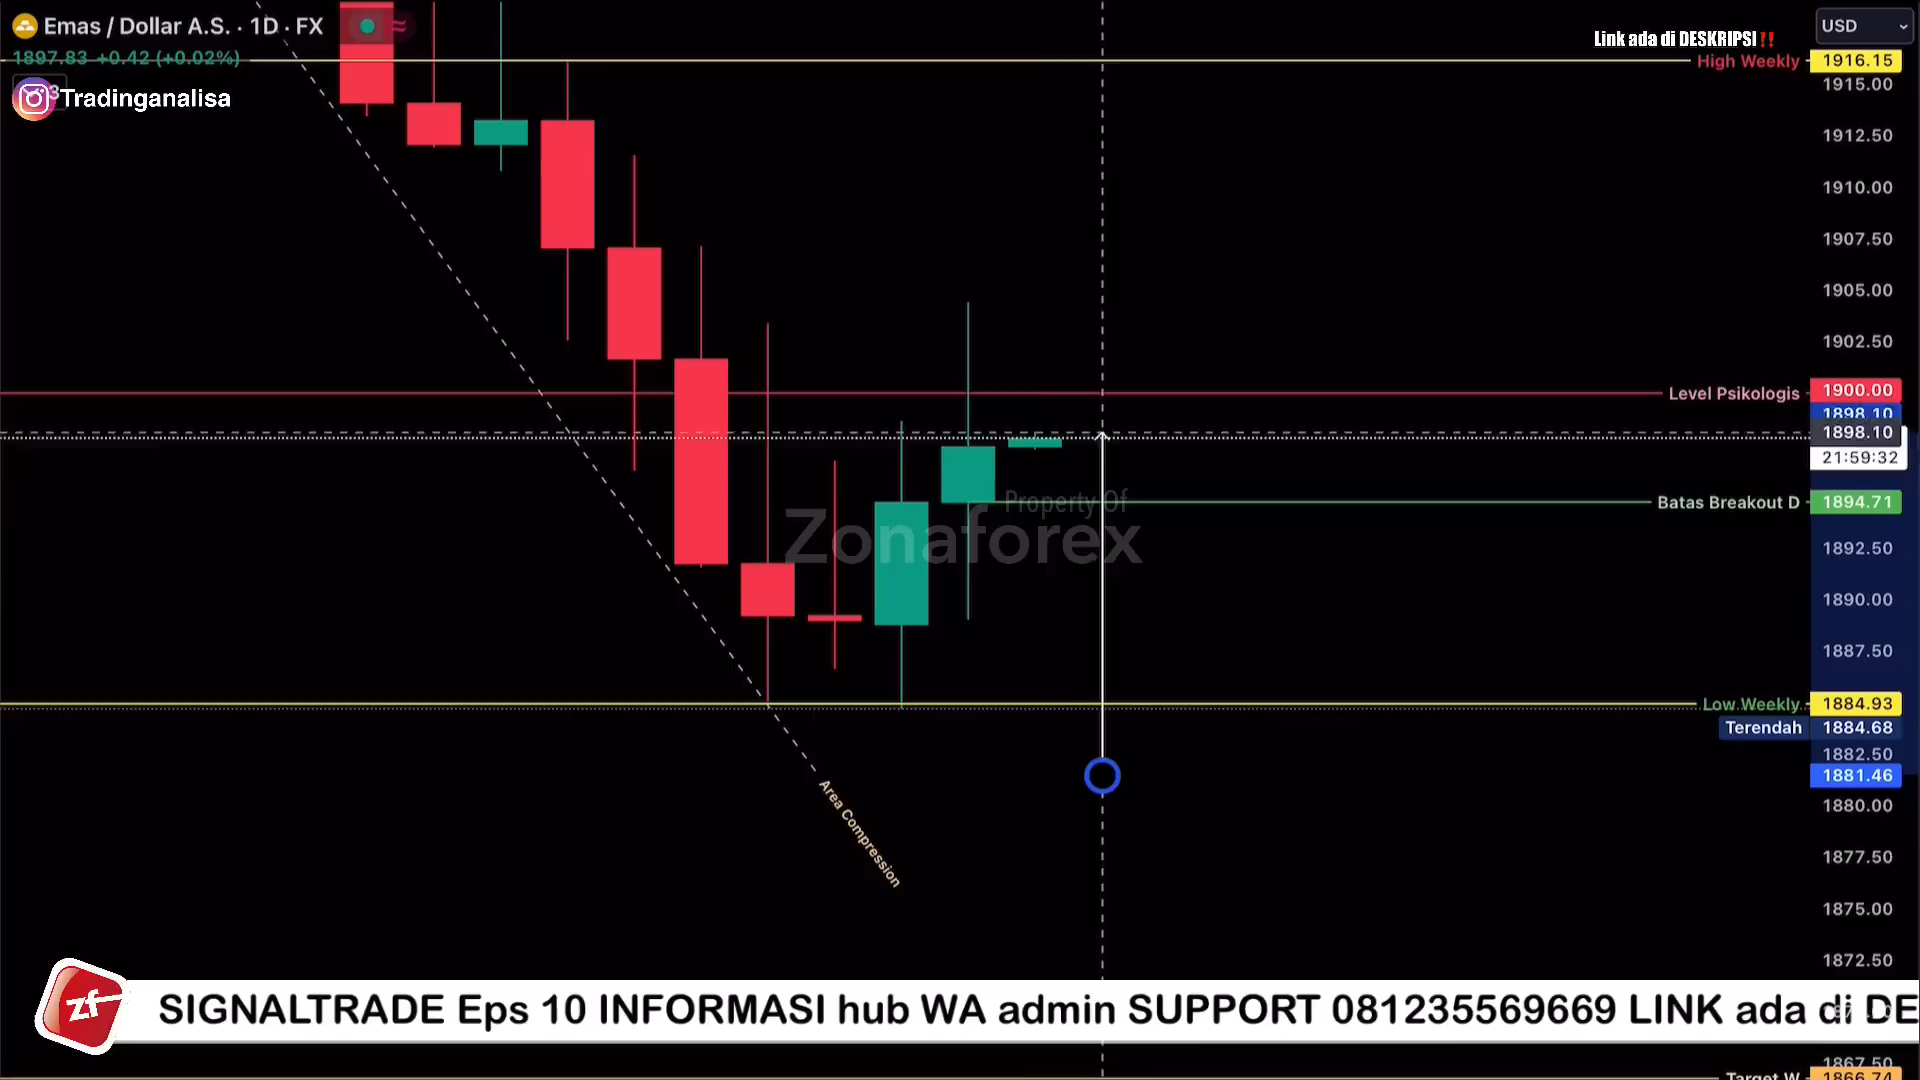 Emas / Dollar A.S. · 1D · FX
1897.83 +0.42 (+0.02%)
Tradinganalisa
Link ada di DESKRIPSI‼️
USD
High Weekly 1916.15
1915.00
1912.50
1910.00
1907.50
1905.00
1902.50
Level Psikologis 1900.00
1898.10
1898.10
21:59:32
Batas Breakout D 1894.71
Property Of
Zonaforex
1892.50
1890.00
1887.50
Low Weekly 1884.93
Terendah 1884.68
1882.50
1881.46
1880.00
Area Compression
1877.50
1875.00
1872.50
zf
SIGNALTRADE Eps 10 INFORMASI hub WA admin SUPPORT 081235569669 LINK ada di DE
1867.50
Target W 1866.74